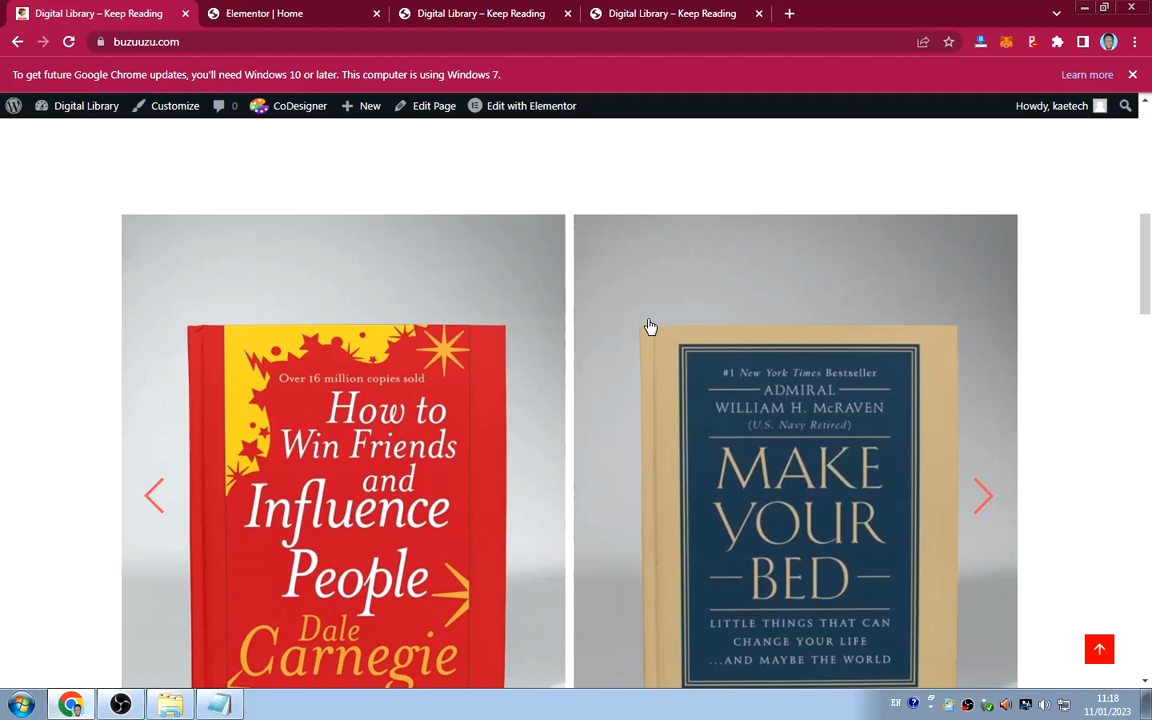 Digital Library – Keep Reading
Elementor | Home
Digital Library – Keep Reading
Digital Library – Keep Reading
buzuuzu.com
To get future Google Chrome updates, you'll need Windows 10 or later. This computer is using Windows 7.
Learn more
Digital Library
Customize
0
CoDesigner
New
Edit Page
Edit with Elementor
Howdy, kaetech
Over 16 million copies sold
How to
Win Friends
and
Influence
People
Dale
Carnegie
#1 New York Times Bestseller
ADMIRAL
WILLIAM H. McRAVEN
(U.S. Navy Retired)
MAKE
YOUR
BED
LITTLE THINGS THAT CAN
CHANGE YOUR LIFE
...AND MAYBE THE WORLD
EN
11:18
11/01/2023